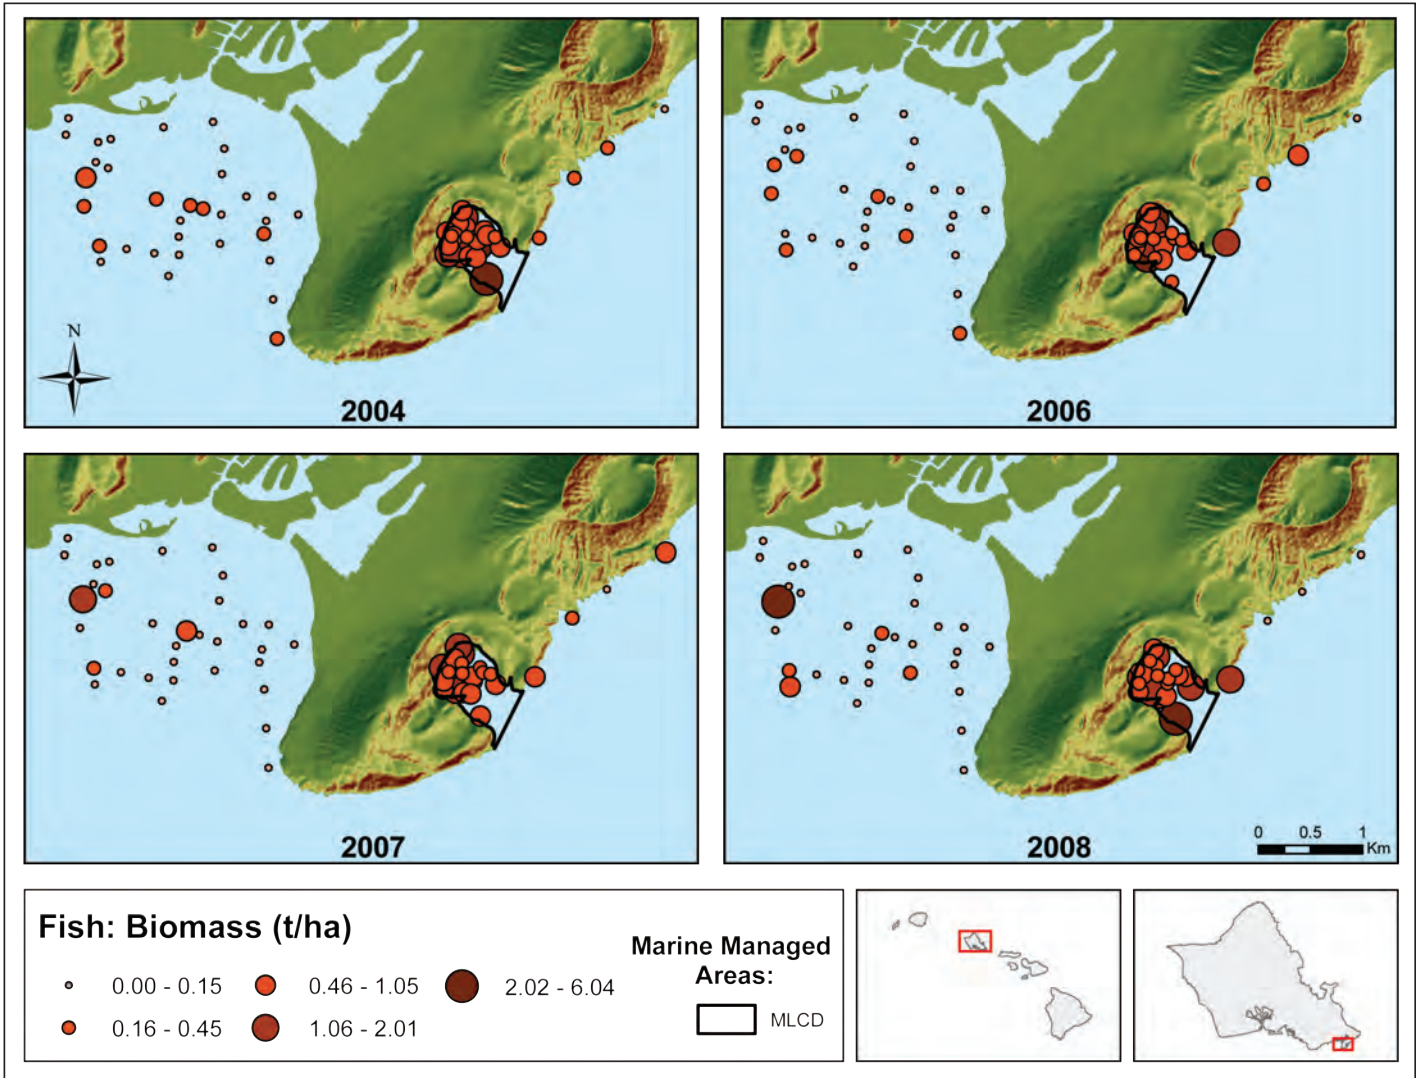 N
2004
2006
2007
2008
0 0.5 1
Km
Fish: Biomass (t/ha)
0.00 - 0.15
0.46 - 1.05
2.02 - 6.04
0.16 - 0.45
1.06 - 2.01
Marine Managed
Areas:
MLCD